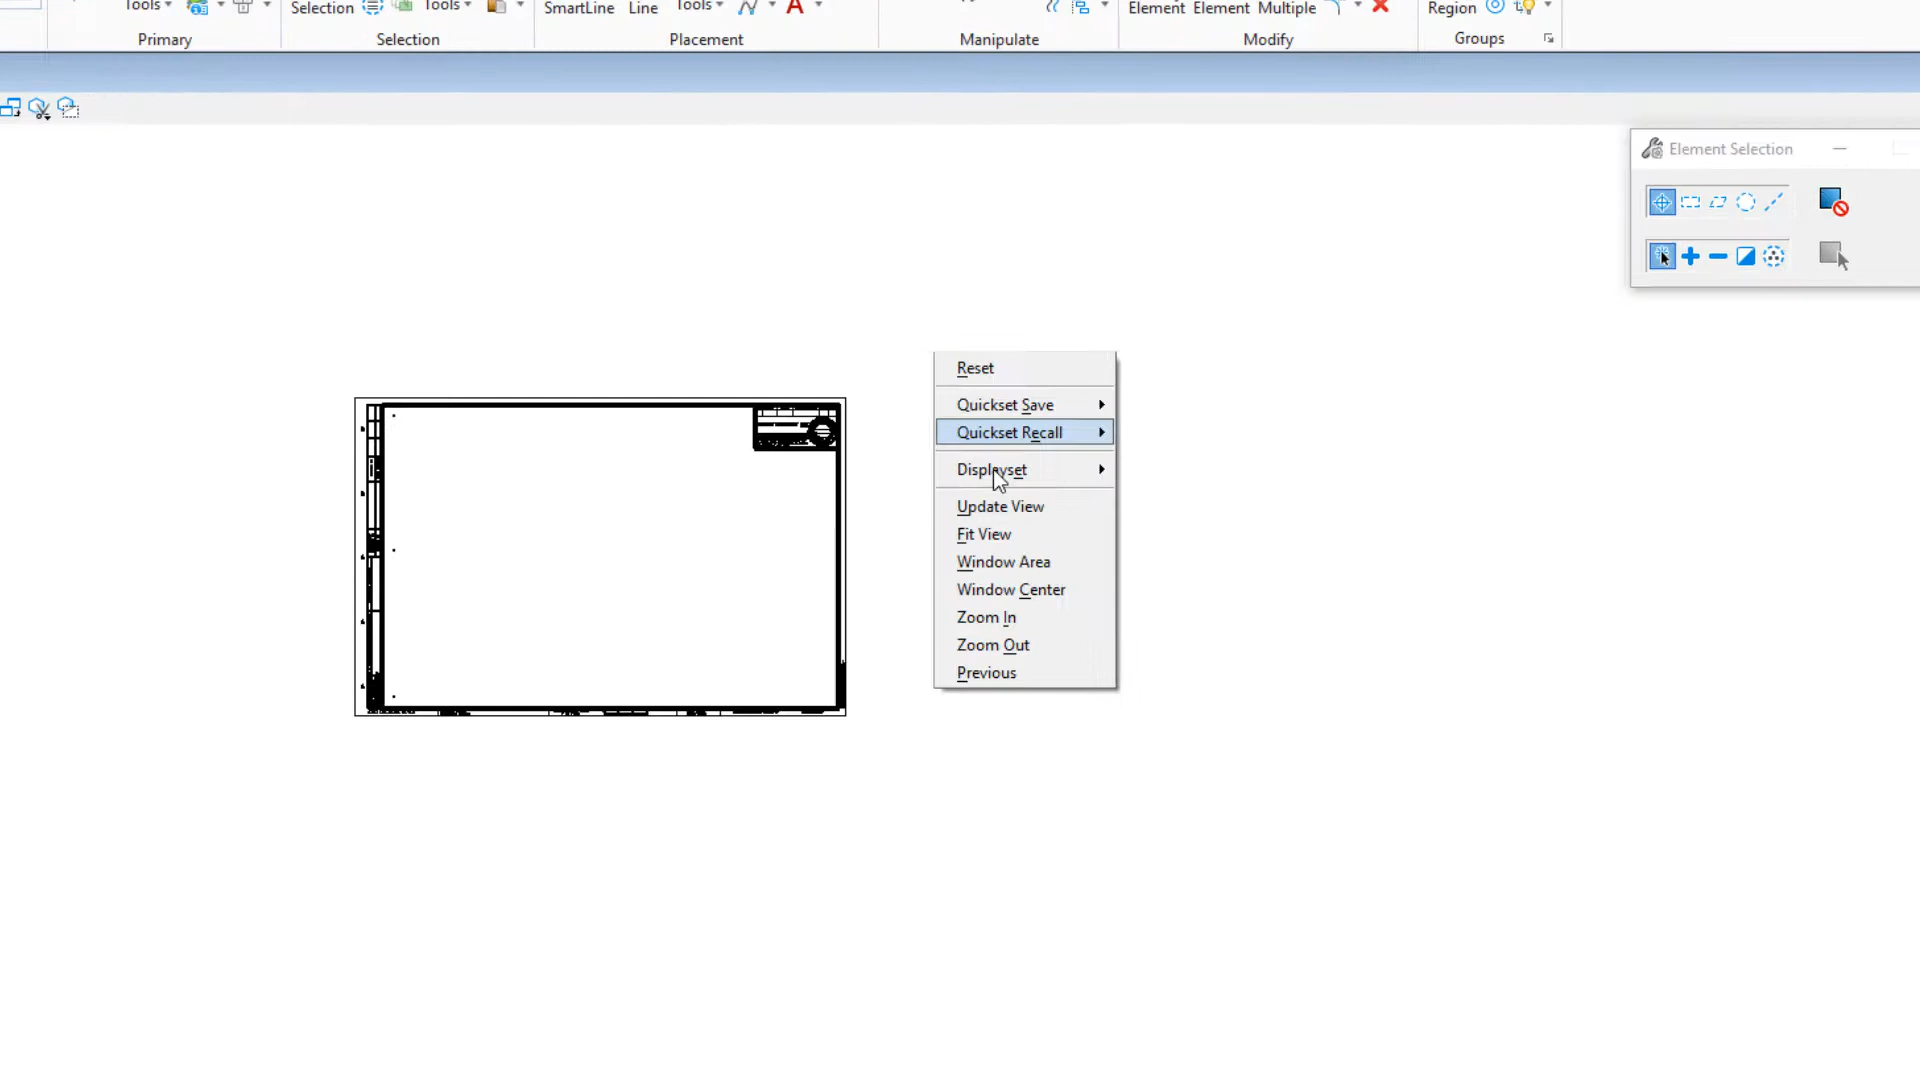 Tools
Selection
Tools
SmartLine
Line
Tools
A
Element
Element
Multiple
Region
Primary
Selection
Placement
Manipulate
Modify
Groups
Element Selection
Reset
Quickset Save
Quickset Recall
Displayset
Update View
Fit View
Window Area
Window Center
Zoom In
Zoom Out
Previous